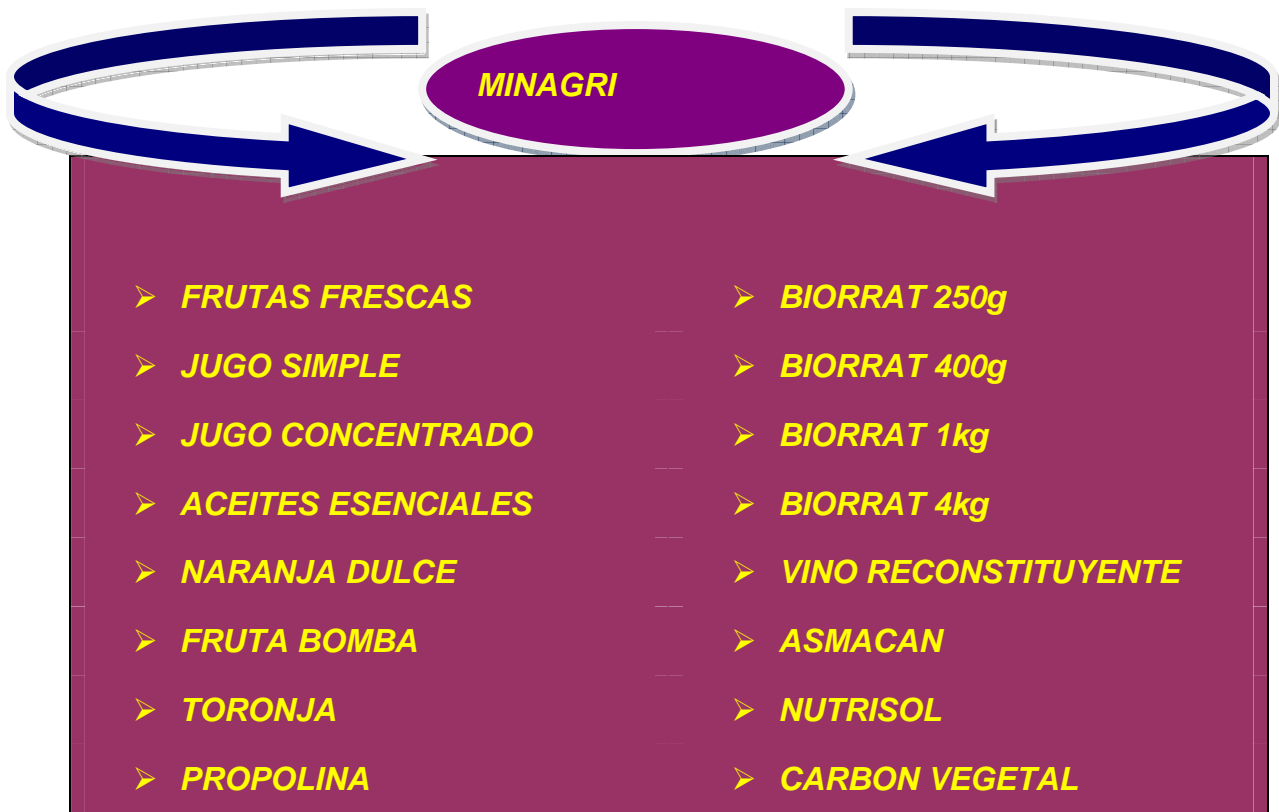 MINAGRI
FRUTAS FRESCAS
JUGO SIMPLE
JUGO CONCENTRADO
ACEITES ESENCIALES
NARANJA DULCE
FRUTA BOMBA
TORONJA
PROPOLINA
BIORRAT 250g
BIORRAT 400g
BIORRAT 1kg
BIORRAT 4kg
VINO RECONSTITUYENTE
ASMACAN
NUTRISOL
CARBON VEGETAL